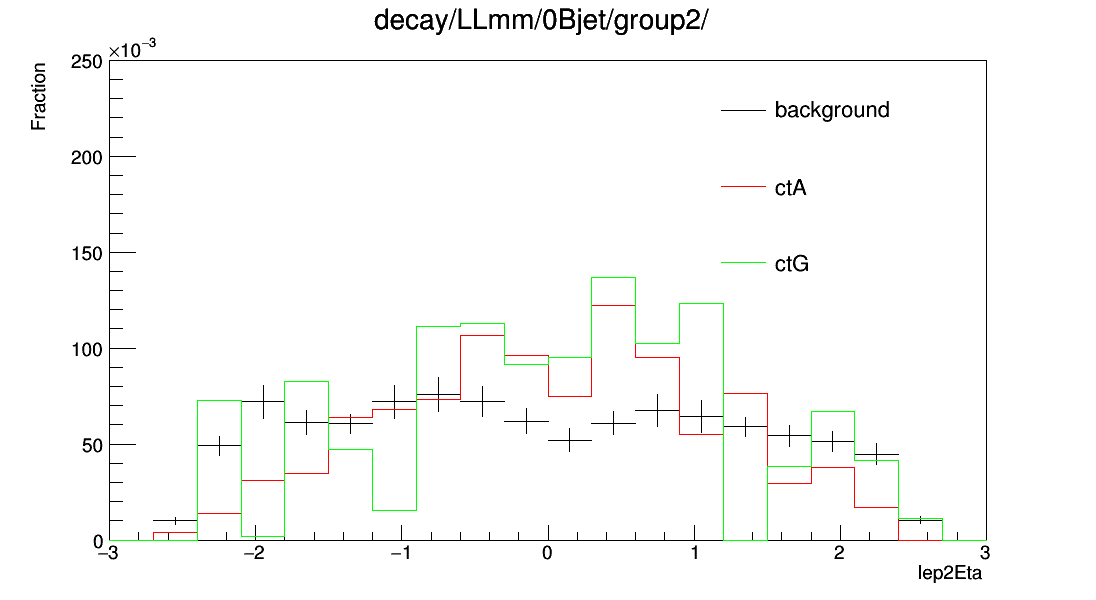 decay/LLmm/0Bjet/group2/
×10⁻³
Fraction
250
200
150
100
50
0
background
ctA
ctG
−3 −2 −1 0 1 2 3
lep2Eta